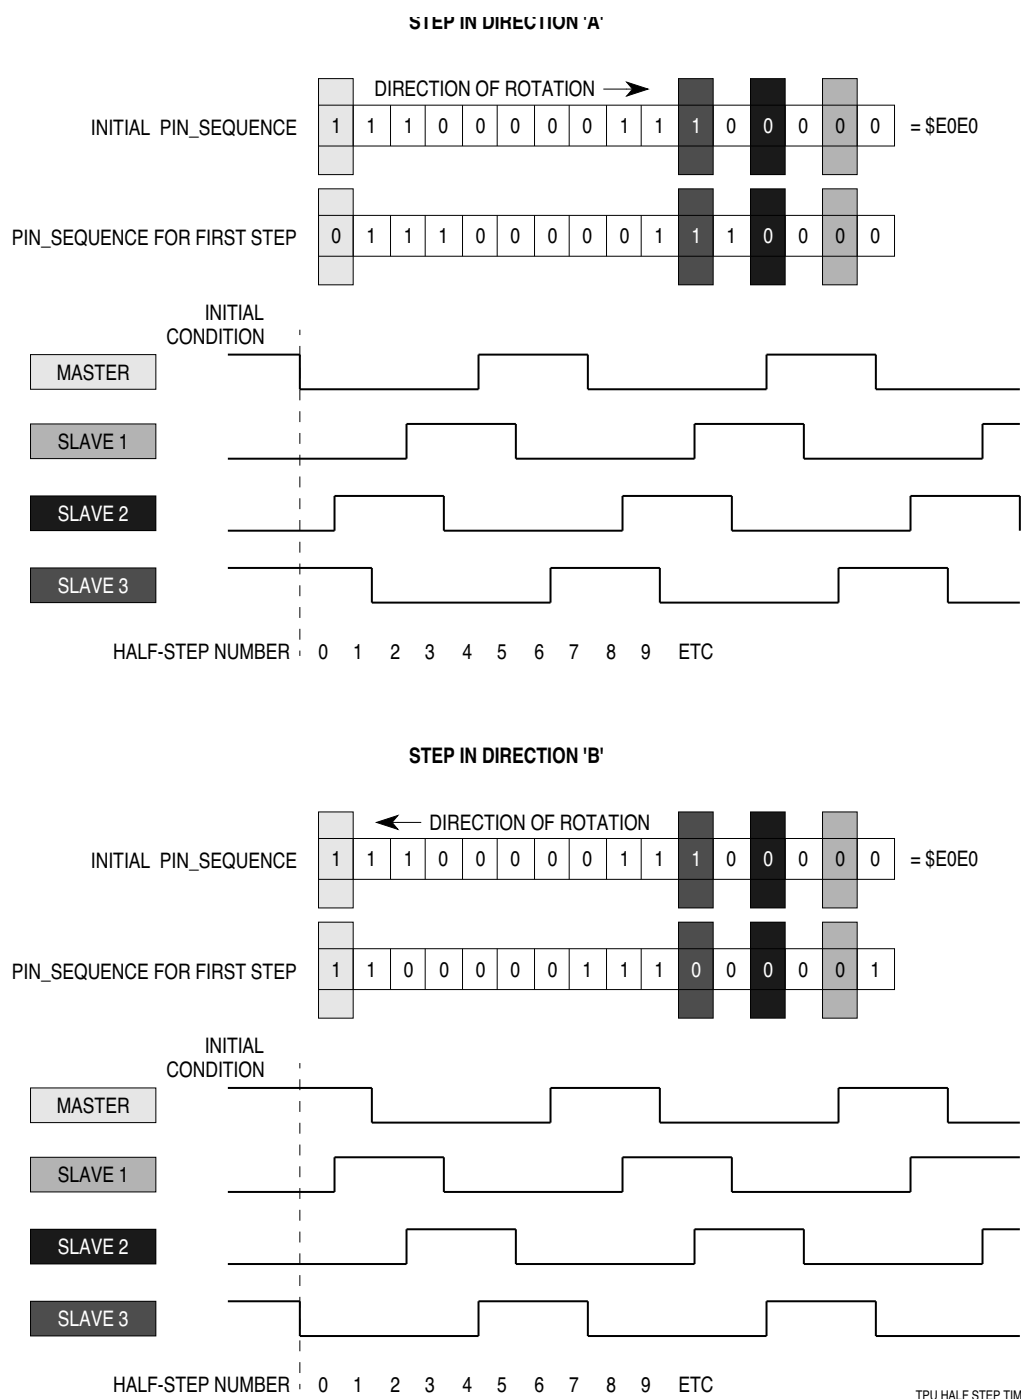 STEP IN DIRECTION 'A'
DIRECTION OF ROTATION
INITIAL PIN_SEQUENCE 1 1 1 0 0 0 0 0 1 1 1 0 0 0 0 0 = $E0E0
PIN_SEQUENCE FOR FIRST STEP 0 1 1 1 0 0 0 0 0 1 1 1 0 0 0 0
INITIAL
CONDITION
MASTER
SLAVE 1
SLAVE 2
SLAVE 3
HALF-STEP NUMBER 0 1 2 3 4 5 6 7 8 9 ETC
STEP IN DIRECTION 'B'
DIRECTION OF ROTATION
INITIAL PIN_SEQUENCE 1 1 1 0 0 0 0 0 1 1 1 0 0 0 0 0 = $E0E0
PIN_SEQUENCE FOR FIRST STEP 1 1 0 0 0 0 0 1 1 1 0 0 0 0 0 1
INITIAL
CONDITION
MASTER
SLAVE 1
SLAVE 2
SLAVE 3
HALF-STEP NUMBER 0 1 2 3 4 5 6 7 8 9 ETC
TPU HALF STEP TIM